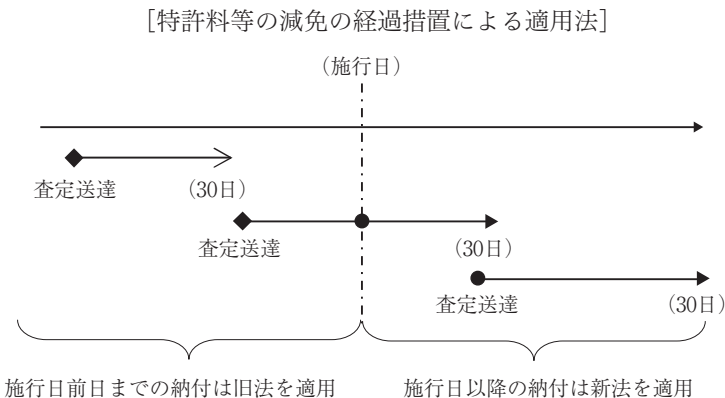 ［特許料等の減免の経過措置による適用法］
（施行日）
査定送達
（30日）
査定送達
（30日）
査定送達
（30日）
施行日前日までの納付は旧法を適用
施行日以降の納付は新法を適用